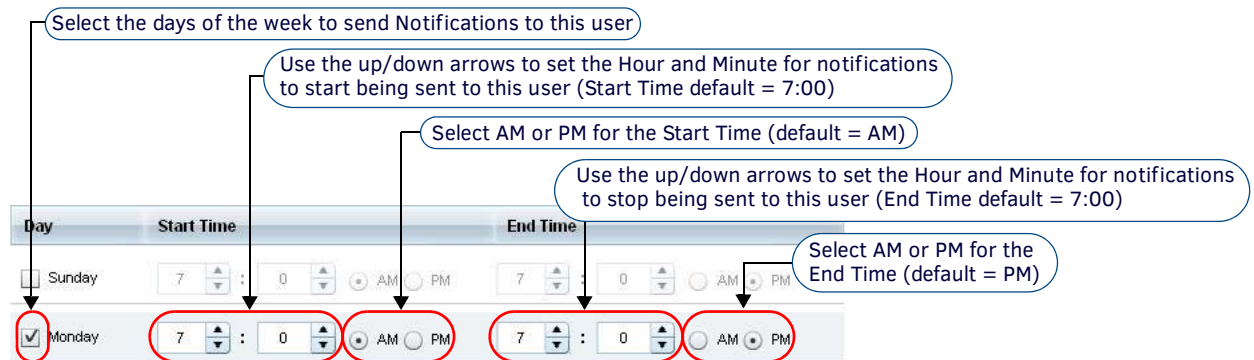 Select the days of the week to send Notifications to this user
Use the up/down arrows to set the Hour and Minute for notifications
to start being sent to this user (Start Time default = 7:00)
Select AM or PM for the Start Time (default = AM)
Use the up/down arrows to set the Hour and Minute for notifications
to stop being sent to this user (End Time default = 7:00)
Select AM or PM for the
End Time (default = PM)
Day Start Time End Time
Sunday 7 : 0 AM PM 7 : 0 AM PM
Monday 7 : 0 AM PM 7 : 0 AM PM